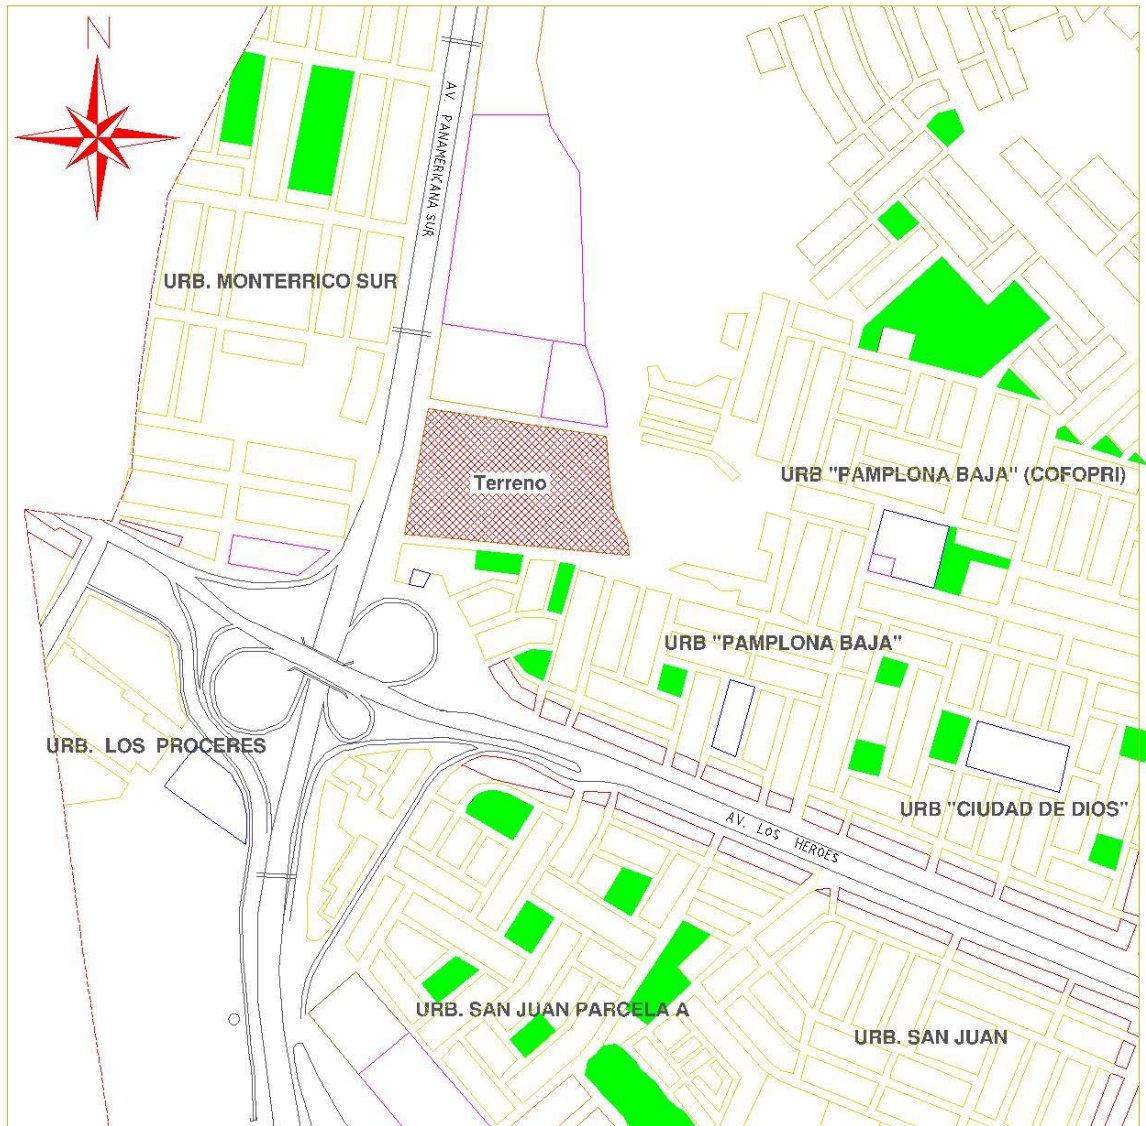 N
AV. PANAMERICANA SUR
URB. MONTERRICO SUR
Terreno
URB "PAMPLONA BAJA" (COFOPRI)
URB "PAMPLONA BAJA"
URB. LOS PROCERES
URB "CIUDAD DE DIOS"
AV. LOS HEROES
URB. SAN JUAN PARCELA A
URB. SAN JUAN